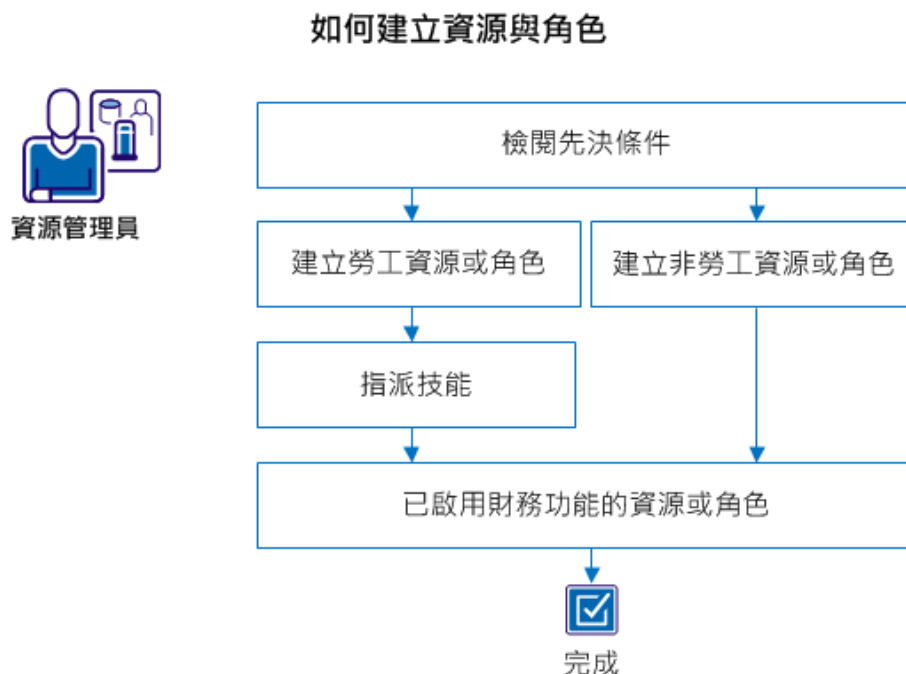 如何建立資源與角色
資源管理員
檢閱先決條件
建立勞工資源或角色
建立非勞工資源或角色
指派技能
已啟用財務功能的資源或角色
完成